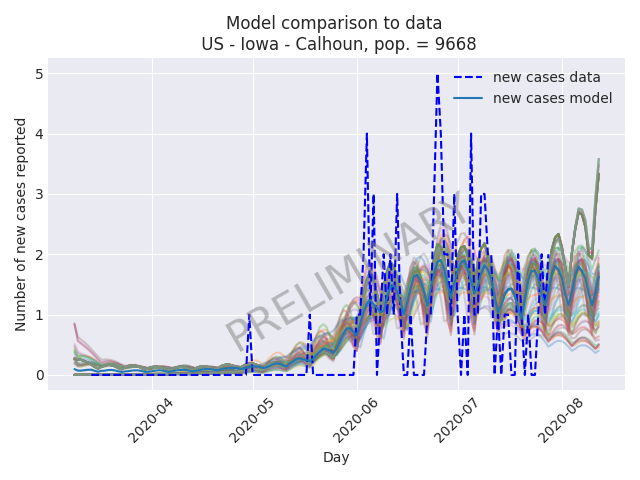 Model comparison to data
US - Iowa - Calhoun, pop. = 9668
new cases data
new cases model
PRELIMINARY
Number of new cases reported
5
4
3
2
1
0
2020-04
2020-05
2020-06
2020-07
2020-08
Day